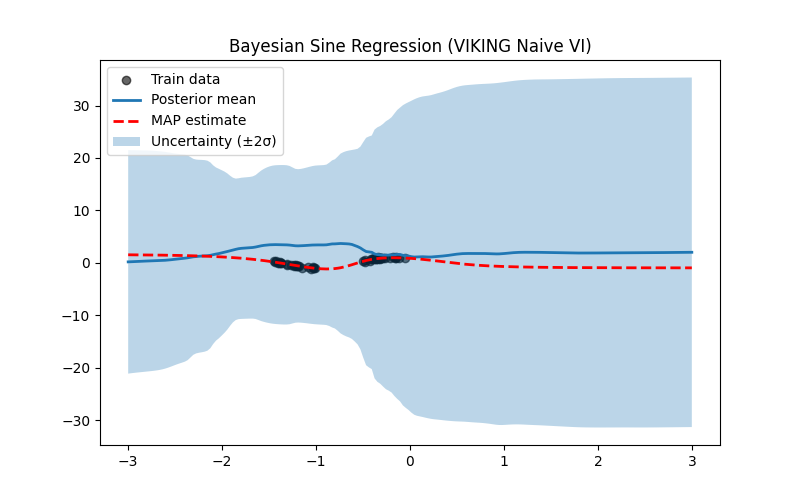 Bayesian Sine Regression (VIKING Naive VI)
Train data
Posterior mean
MAP estimate
Uncertainty (±2σ)
30
20
10
0
−10
−20
−30
−3 −2 −1 0 1 2 3